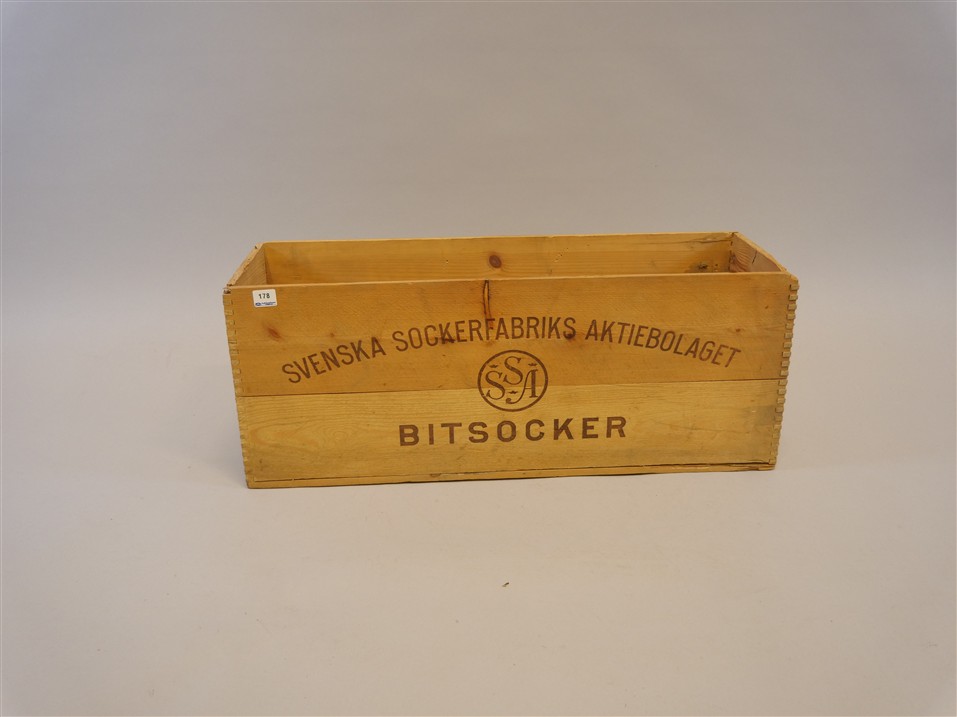 178
SVENSKA SOCKERFABRIKS AKTIEBOLAGET
SSA
BITSOCKER